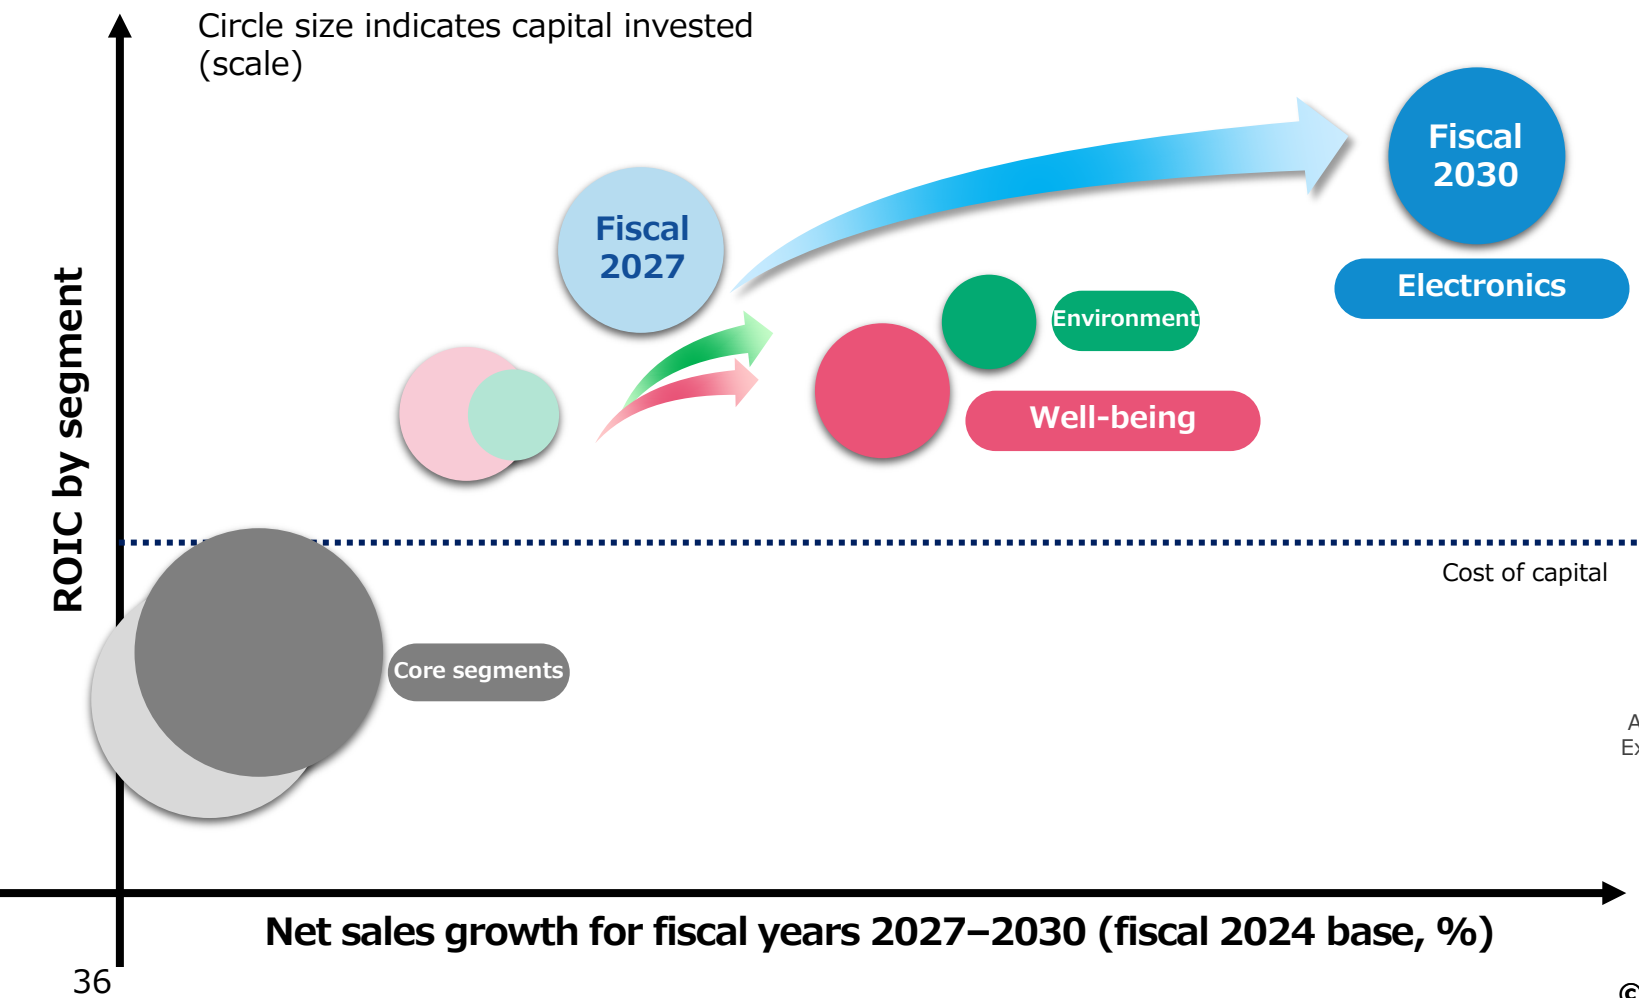 Circle size indicates capital invested
(scale)
Fiscal
2030
Fiscal
2027
Electronics
Environment
Well-being
ROIC by segment
Cost of capital
Core segments
Net sales growth for fiscal years 2027–2030 (fiscal 2024 base, %)
36
©